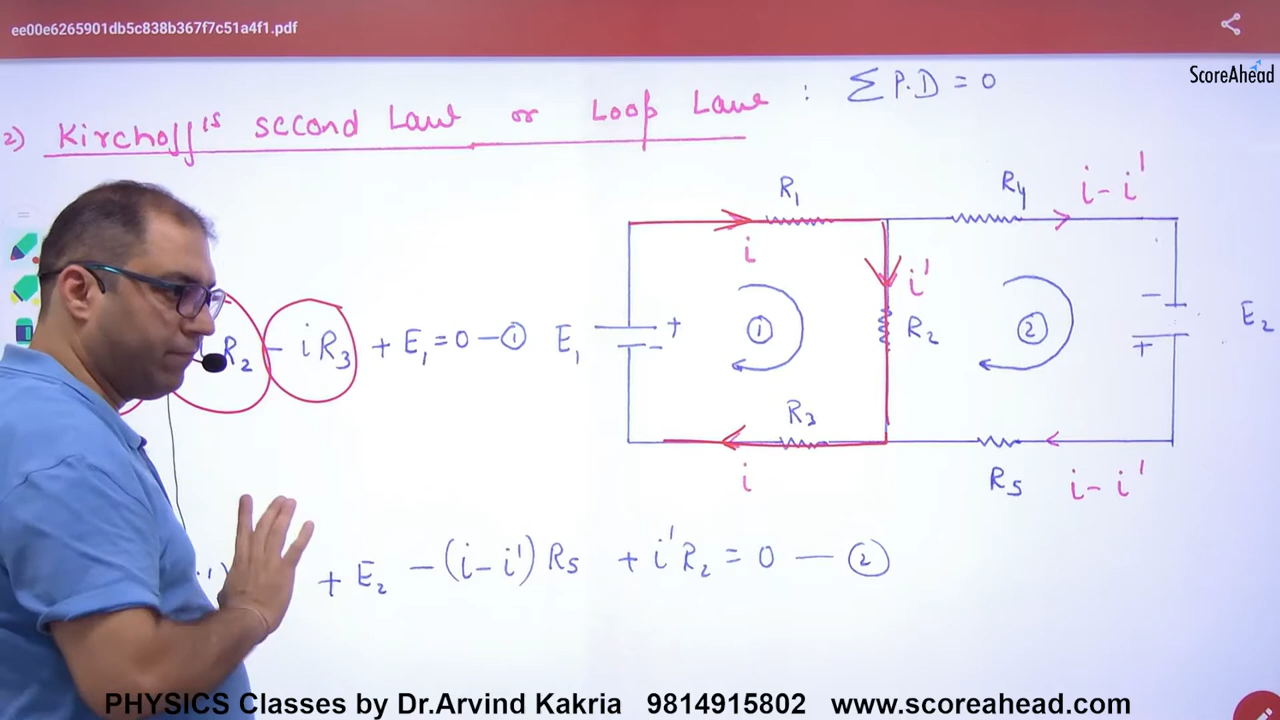 ee00e6265901db5c838b367f7c51a4f1.pdf
ScoreAhead
2) Kirchoff's second Law or Loop Law : ∑ P.D = 0
R₁
R₄
i-i'
i
i'
R₂ - iR₃ + E₁ = 0 — ①
E₁
+
-
①
R₂
②
-
+
E₂
R₃
i
R₅
i-i'
+ E₂ - (i-i') R₅ + i'R₂ = 0 — ②
PHYSICS Classes by Dr.Arvind Kakria 9814915802 www.scoreahead.com